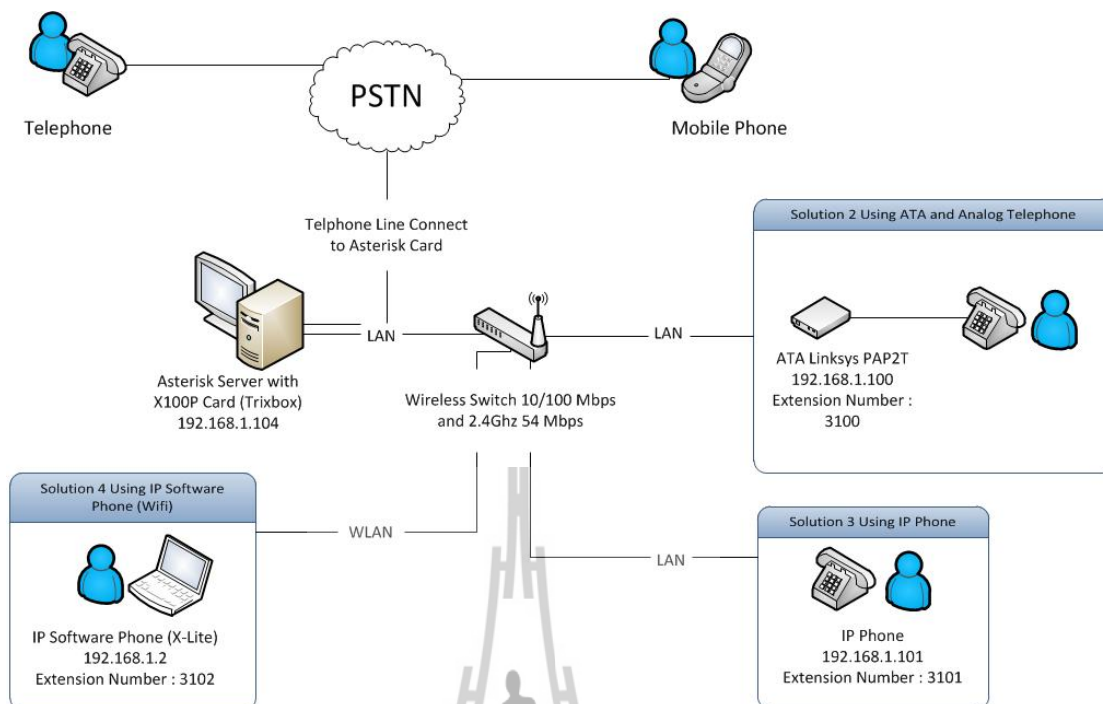 PSTN
Telephone
Mobile Phone
Telphone Line Connect
to Asterisk Card
Solution 2 Using ATA and Analog Telephone
LAN
LAN
ATA Linksys PAP2T
192.168.1.100
Extension Number :
3100
Asterisk Server with
X100P Card (Trixbox)
192.168.1.104
Wireless Switch 10/100 Mbps
and 2.4Ghz 54 Mbps
Solution 4 Using IP Software
Phone (Wifi)
WLAN
IP Software Phone (X-Lite)
192.168.1.2
Extension Number : 3102
Solution 3 Using IP Phone
LAN
IP Phone
192.168.1.101
Extension Number : 3101